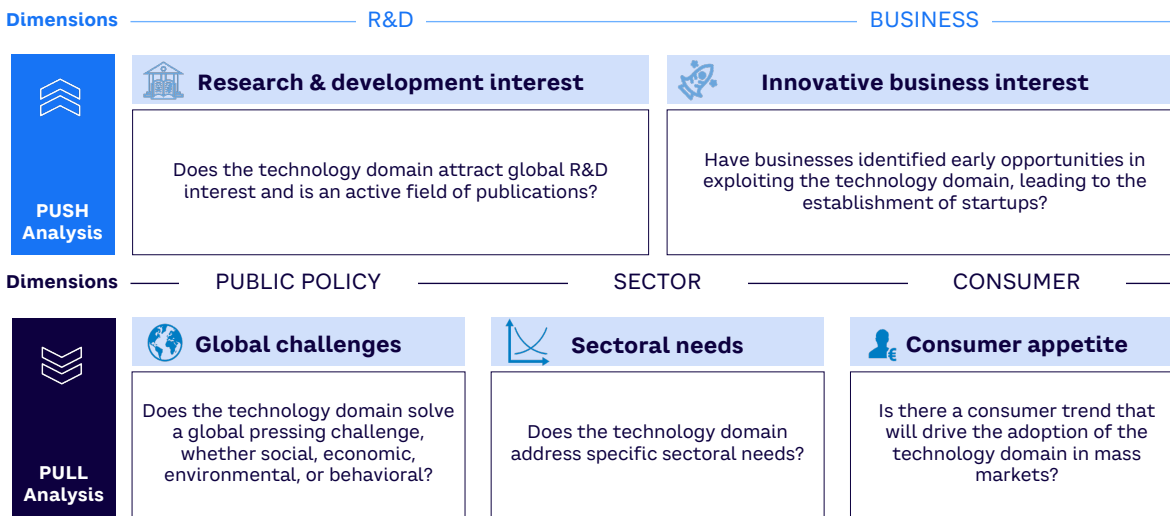 Dimensions R&D BUSINESS
Research & development interest
Innovative business interest
PUSH
Analysis
Does the technology domain attract global R&D
interest and is an active field of publications?
Have businesses identified early opportunities in
exploiting the technology domain, leading to the
establishment of startups?
Dimensions PUBLIC POLICY SECTOR CONSUMER
Global challenges
Sectoral needs
€
Consumer appetite
PULL
Analysis
Does the technology domain solve
a global pressing challenge,
whether social, economic,
environmental, or behavioral?
Does the technology domain
address specific sectoral needs?
Is there a consumer trend that
will drive the adoption of the
technology domain in mass
markets?